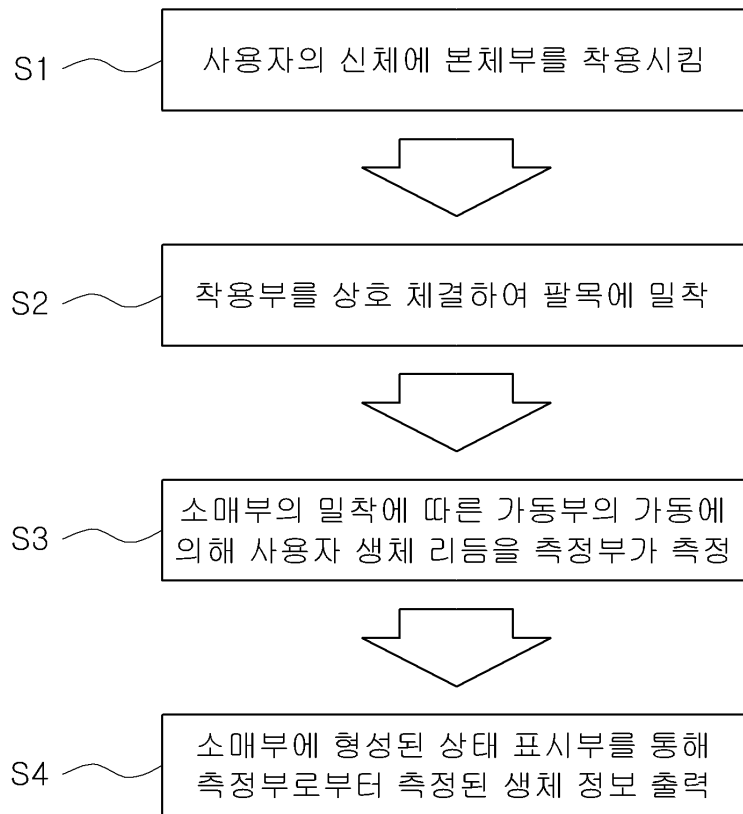 S1
사용자의 신체에 본체부를 착용시킴
S2
착용부를 상호 체결하여 팔목에 밀착
S3
소매부의 밀착에 따른 가동부의 가동에
의해 사용자 생체 리듬을 측정부가 측정
S4
소매부에 형성된 상태 표시부를 통해
측정부로부터 측정된 생체 정보 출력